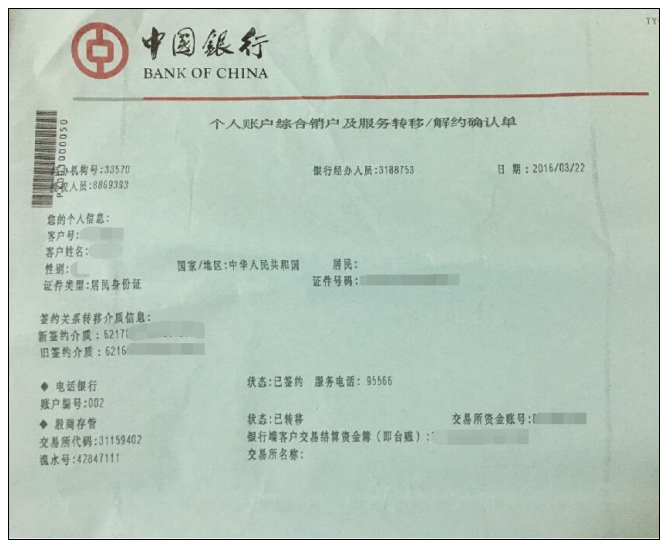 TY
中国银行
BANK OF CHINA
个人账户综合销户及服务转移/解约确认单
机构号:33570 银行经办人员:3188753 日 期:2016/03/22
权人员:8869393
您的个人信息:
客户号:
客户姓名:
性别: 国家/地区:中华人民共和国 居民:
证件类型:居民身份证 证件号码:
签约关系转移介质信息:
新签约介质:6217
旧签约介质:6216
◆ 电话银行 状态:已签约 服务电话: 95566
账户编号:002
◆ 股商存管 状态:已转移 交易所资金账号:
交易所代码:31159402 银行端客户交易结算资金簿(即台账):
流水号:42847111 交易所名称: